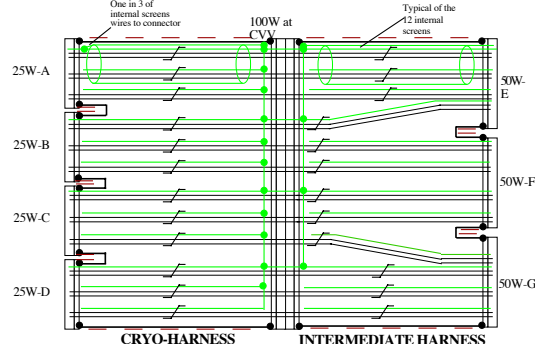 One in 3 of
internal screens
wires to connector
100W at
CVV
Typical of the
12 internal
screens
25W-A
25W-B
25W-C
25W-D
50W-
E
50W-F
50W-G
CRYO-HARNESS
INTERMEDIATE HARNESS